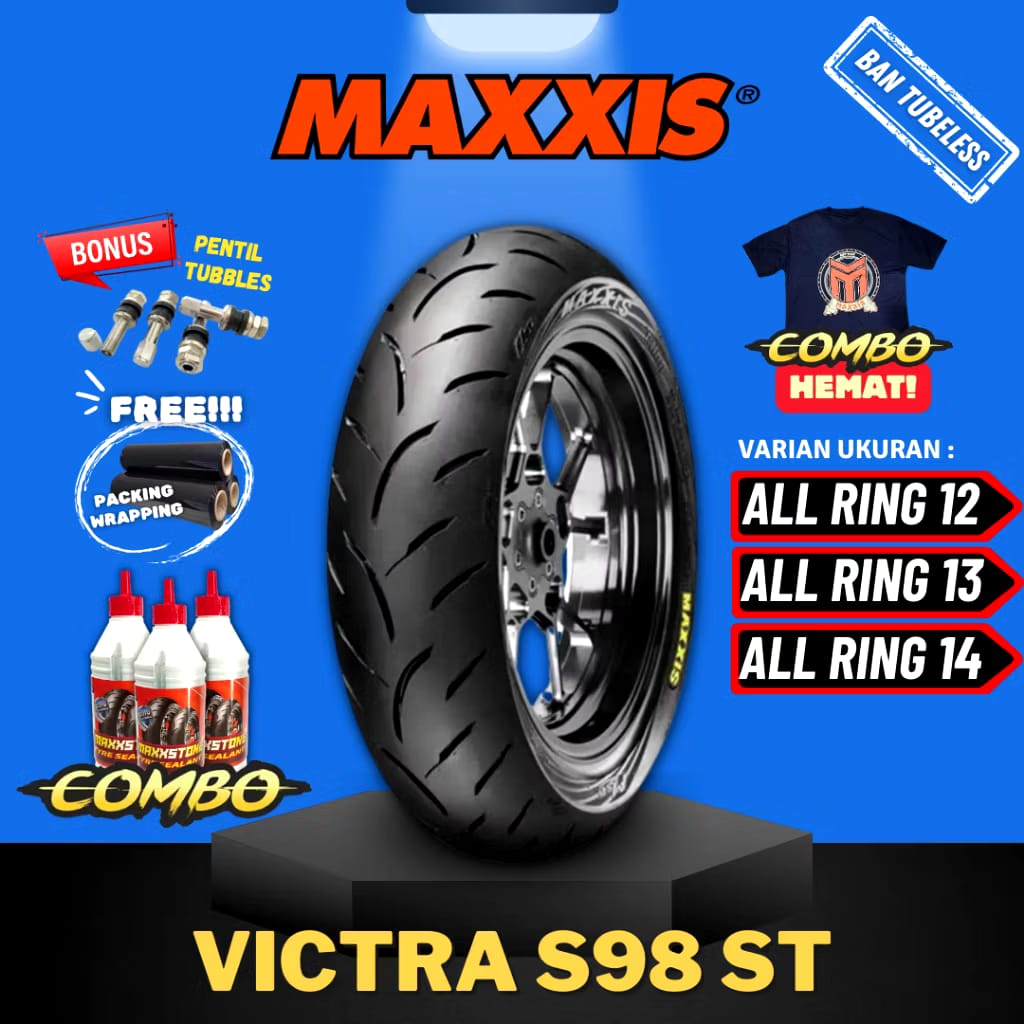 MAXXIS®
BAN TUBELESS
BONUS
PENTIL
TUBBLES
FREE!!!
PACKING
WRAPPING
COMBO
COMBO
HEMAT!
VARIAN UKURAN :
ALL RING 12
ALL RING 13
ALL RING 14
MAXXIS
MAXXIS
MAXXIS
VICTRA S98 ST